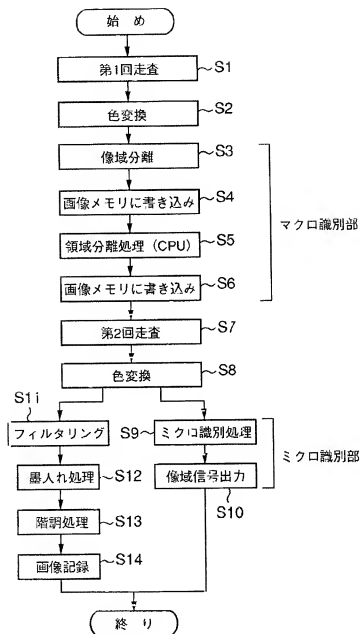 始め
第1回走査 S1
色変換 S2
像域分離 S3
画像メモリに書き込み S4
領域分離処理(CPU) S5
画像メモリに書き込み S6
マクロ識別部
第2回走査 S7
色変換 S8
S11
フィルタリング
S9 ミクロ識別処理
墨入れ処理 S12
像域信号出力
S10
ミクロ識別部
階調処理 S13
画像記録 S14
終り